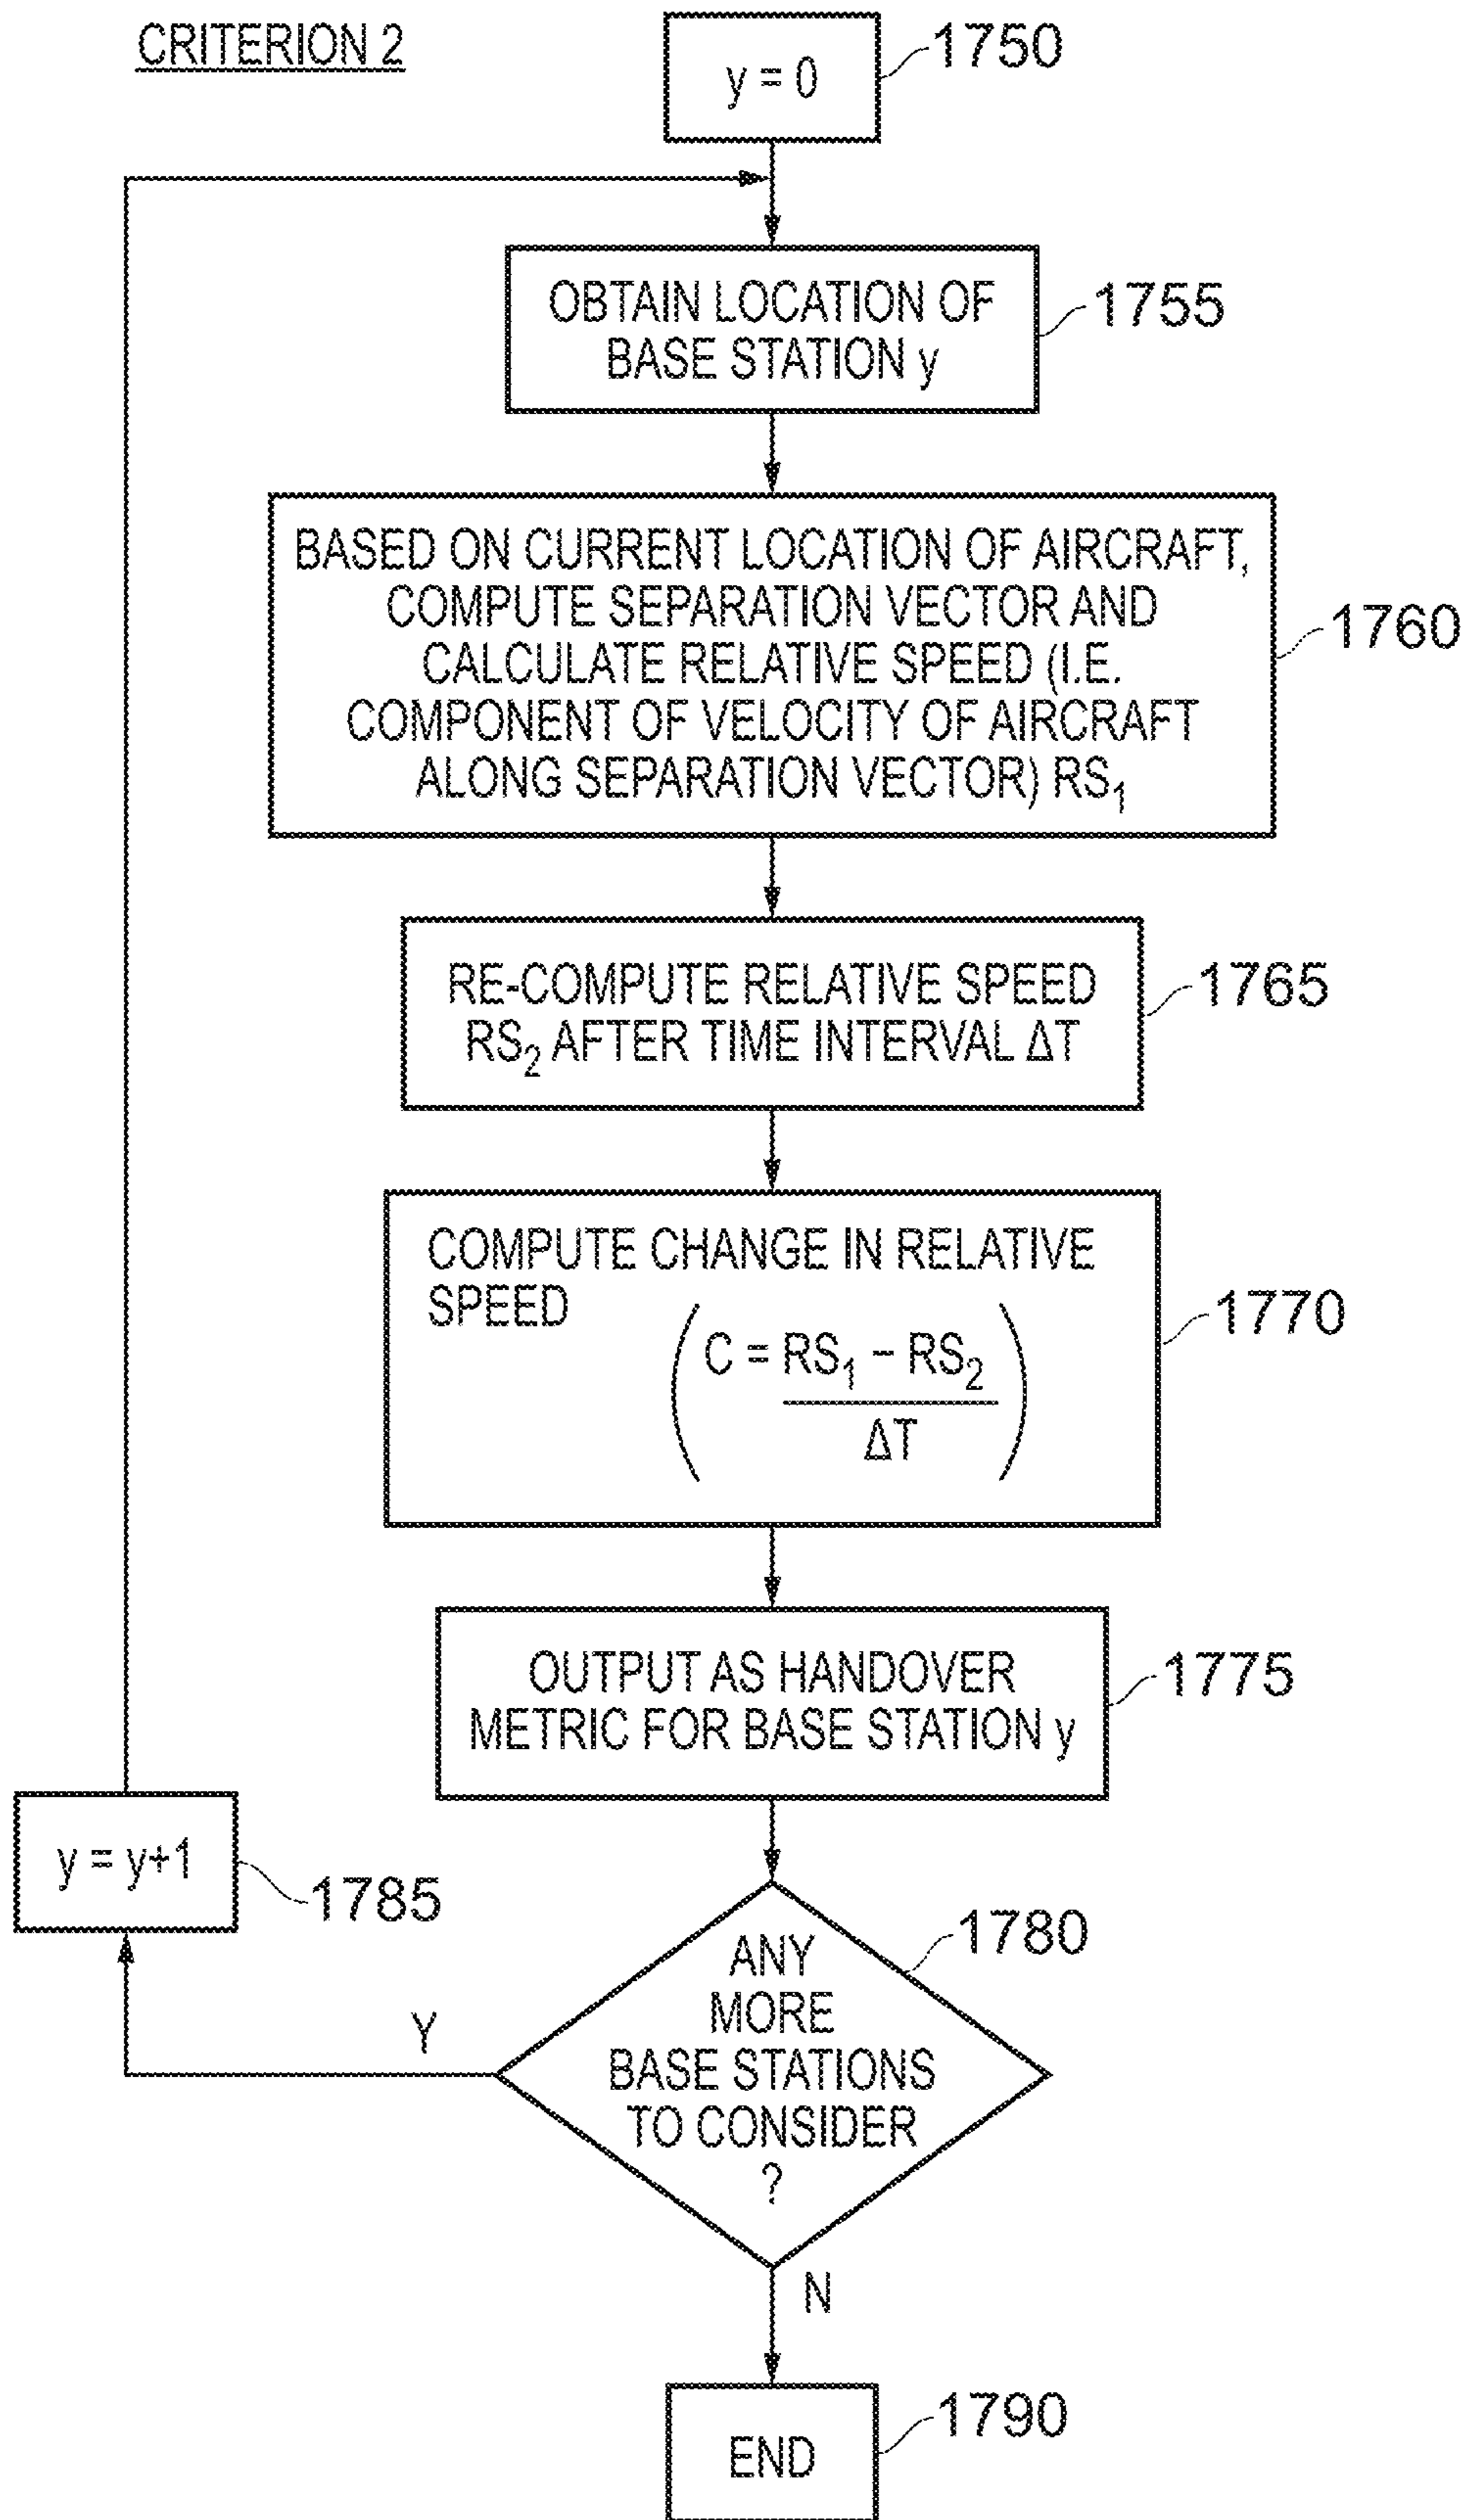 CRITERION 2
y = 0
1750
OBTAIN LOCATION OF
BASE STATION y
1755
BASED ON CURRENT LOCATION OF AIRCRAFT,
COMPUTE SEPARATION VECTOR AND
CALCULATE RELATIVE SPEED (I.E.
COMPONENT OF VELOCITY OF AIRCRAFT
ALONG SEPARATION VECTOR) RS₁
1760
RE-COMPUTE RELATIVE SPEED
RS₂ AFTER TIME INTERVAL ΔT
1765
COMPUTE CHANGE IN RELATIVE
SPEED
(C = RS₁ − RS₂
ΔT)
1770
OUTPUT AS HANDOVER
METRIC FOR BASE STATION y
1775
y = y+1
1785
ANY
MORE
BASE STATIONS
TO CONSIDER
?
1780
Y
N
END
1790